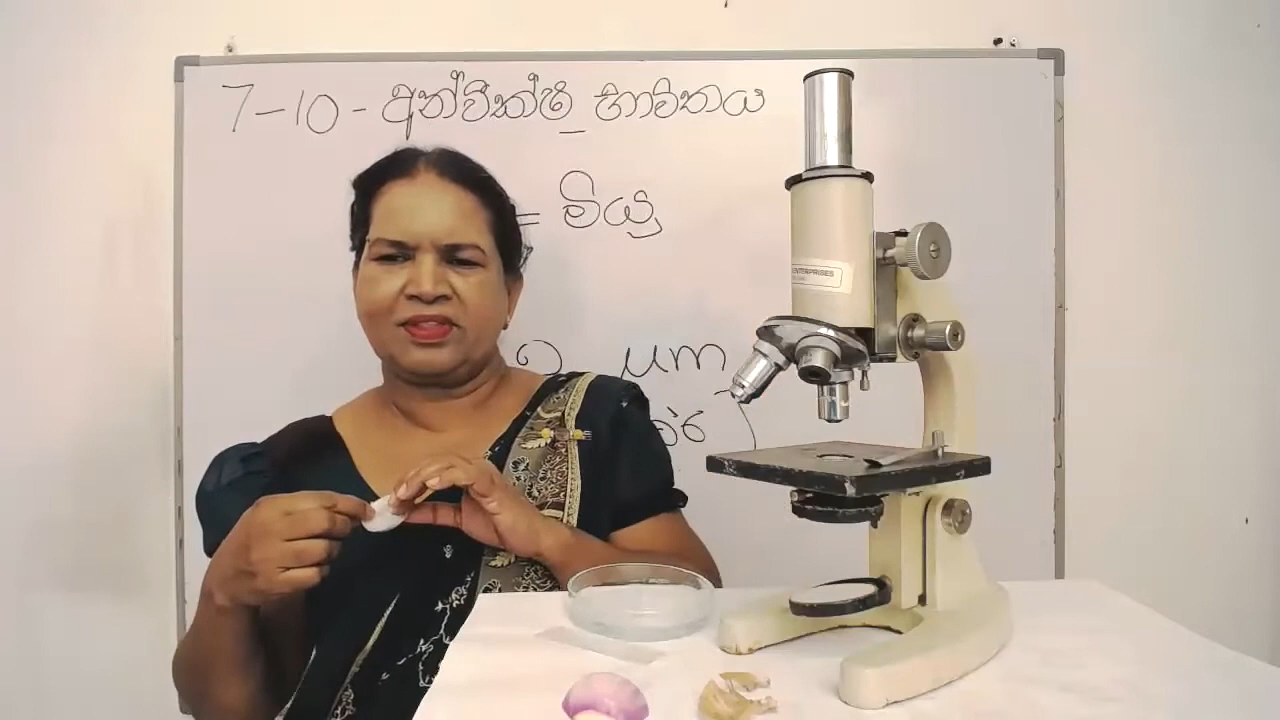 7-10 - අන්වීක්ෂීය භාවිතය
= මියු
μm
ENTERPRISES